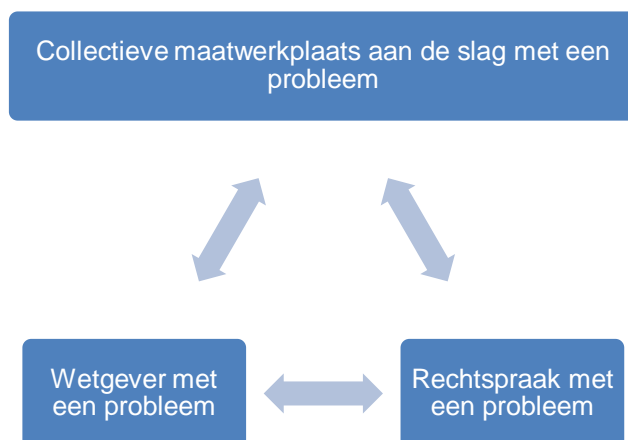 Collectieve maatwerkplaats aan de slag met een
probleem
Wetgever met
een probleem
Rechtspraak met
een probleem